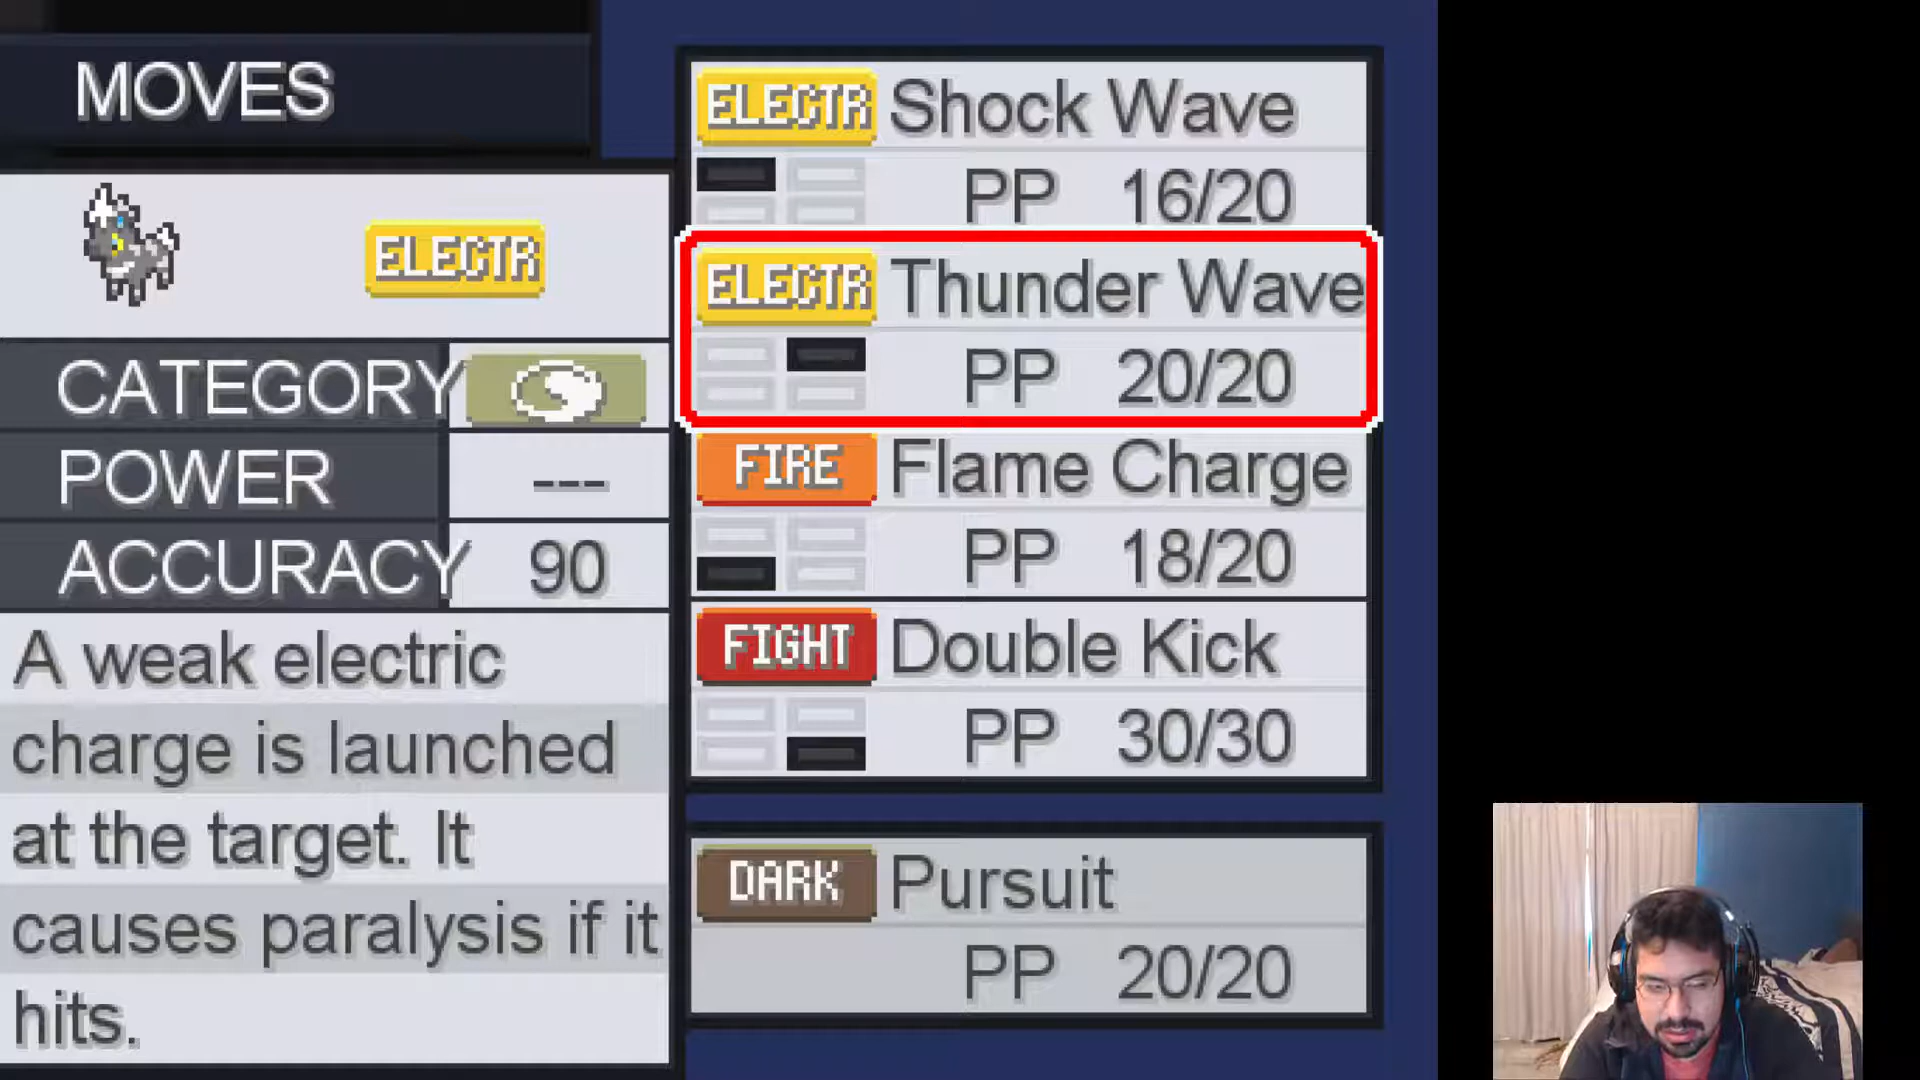 MOVES
ELECTR
CATEGORY
POWER ---
ACCURACY 90
A weak electric
charge is launched
at the target. It
causes paralysis if it
hits.
ELECTR Shock Wave
PP 16/20
ELECTR Thunder Wave
PP 20/20
FIRE Flame Charge
PP 18/20
FIGHT Double Kick
PP 30/30
DARK Pursuit
PP 20/20